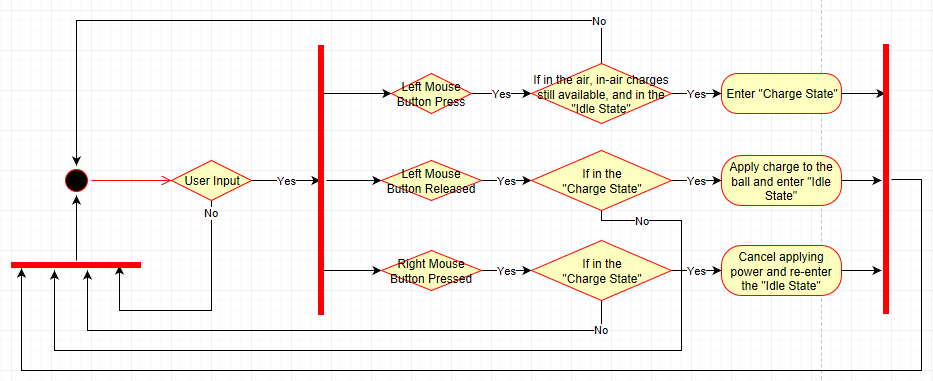 No
Left Mouse
Button Press
Yes
If in the air, in-air charges
still available, and in the
"Idle State"
Yes
Enter "Charge State"
User Input
Yes
No
Left Mouse
Button Released
Yes
If in the
"Charge State"
Yes
No
Apply charge to the
ball and enter "Idle
State"
Right Mouse
Button Pressed
Yes
If in the
"Charge State"
Yes
No
Cancel applying
power and re-enter
the "Idle State"